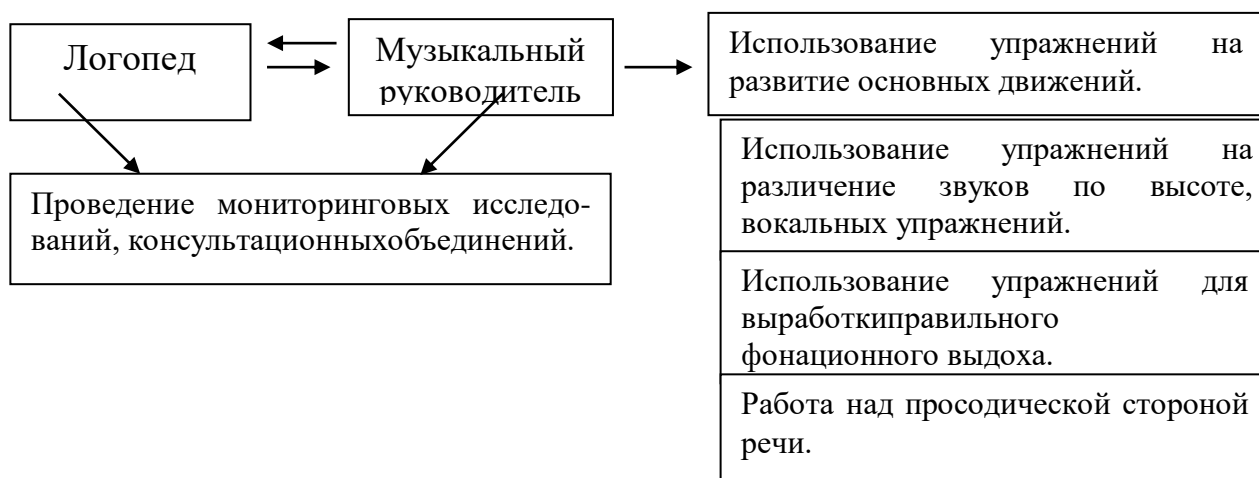 Логопед
Музыкальный
руководитель
Использование упражнений на
развитие основных движений.
Проведение мониторинговых исследо-
ваний, консультационныхобъединений.
Использование упражнений на
различение звуков по высоте,
вокальных упражнений.
Использование упражнений для
выработкиправильного
фонационного выдоха.
Работа над просодической стороной
речи.